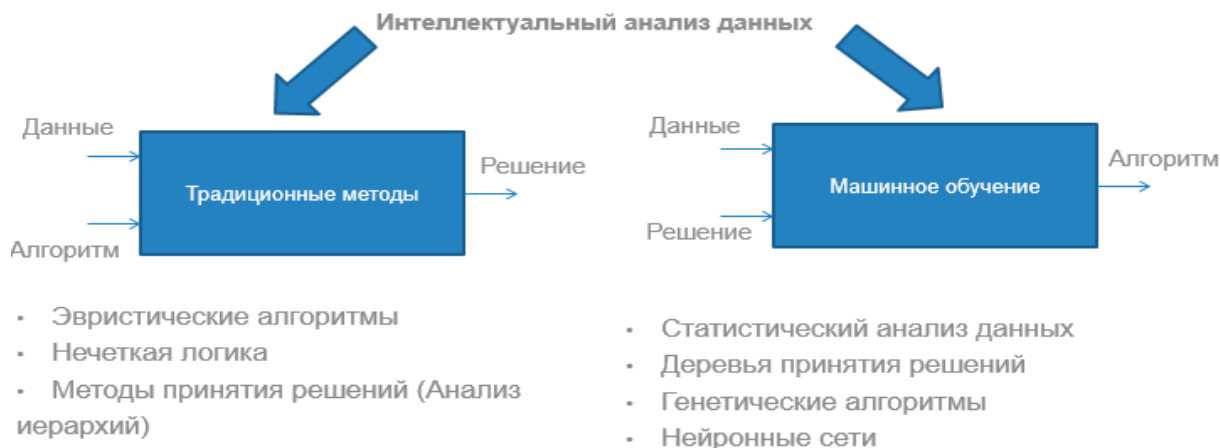 Интеллектуальный анализ данных
Данные
Традиционные методы
Решение
Алгоритм
• Эвристические алгоритмы
• Нечеткая логика
• Методы принятия решений (Анализ
иерархий)
Данные
Машинное обучение
Алгоритм
Решение
• Статистический анализ данных
• Деревья принятия решений
• Генетические алгоритмы
• Нейронные сети